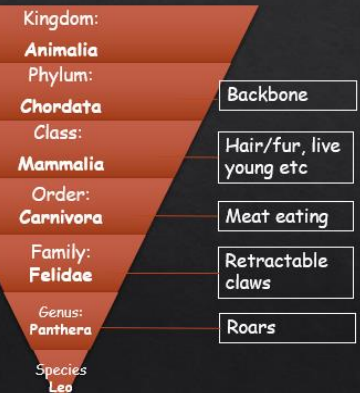 Kingdom:
Animalia
Phylum:
Chordata
Backbone
Class:
Mammalia
Hair/fur, live
young etc
Order:
Carnivora
Meat eating
Family:
Felidae
Retractable
claws
Genus:
Panthera
Roars
Species
Leo